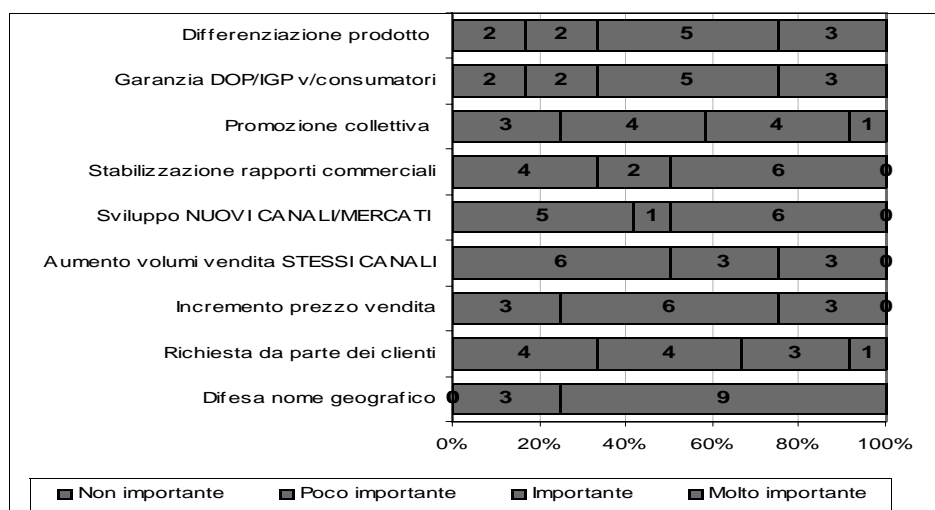 Differenziazione prodotto 2 2 5 3
Garanzia DOP/IGP v/consumatori 2 2 5 3
Promozione collettiva 3 4 4 1
Stabilizzazione rapporti commerciali 4 2 6 0
Sviluppo NUOVI CANALI/MERCATI 5 1 6 0
Aumento volumi vendita STESSI CANALI 6 3 3 0
Incremento prezzo vendita 3 6 3 0
Richiesta da parte dei clienti 4 4 3 1
Difesa nome geografico 0 3 9
0% 20% 40% 60% 80% 100%
Non importante Poco importante Importante Molto importante